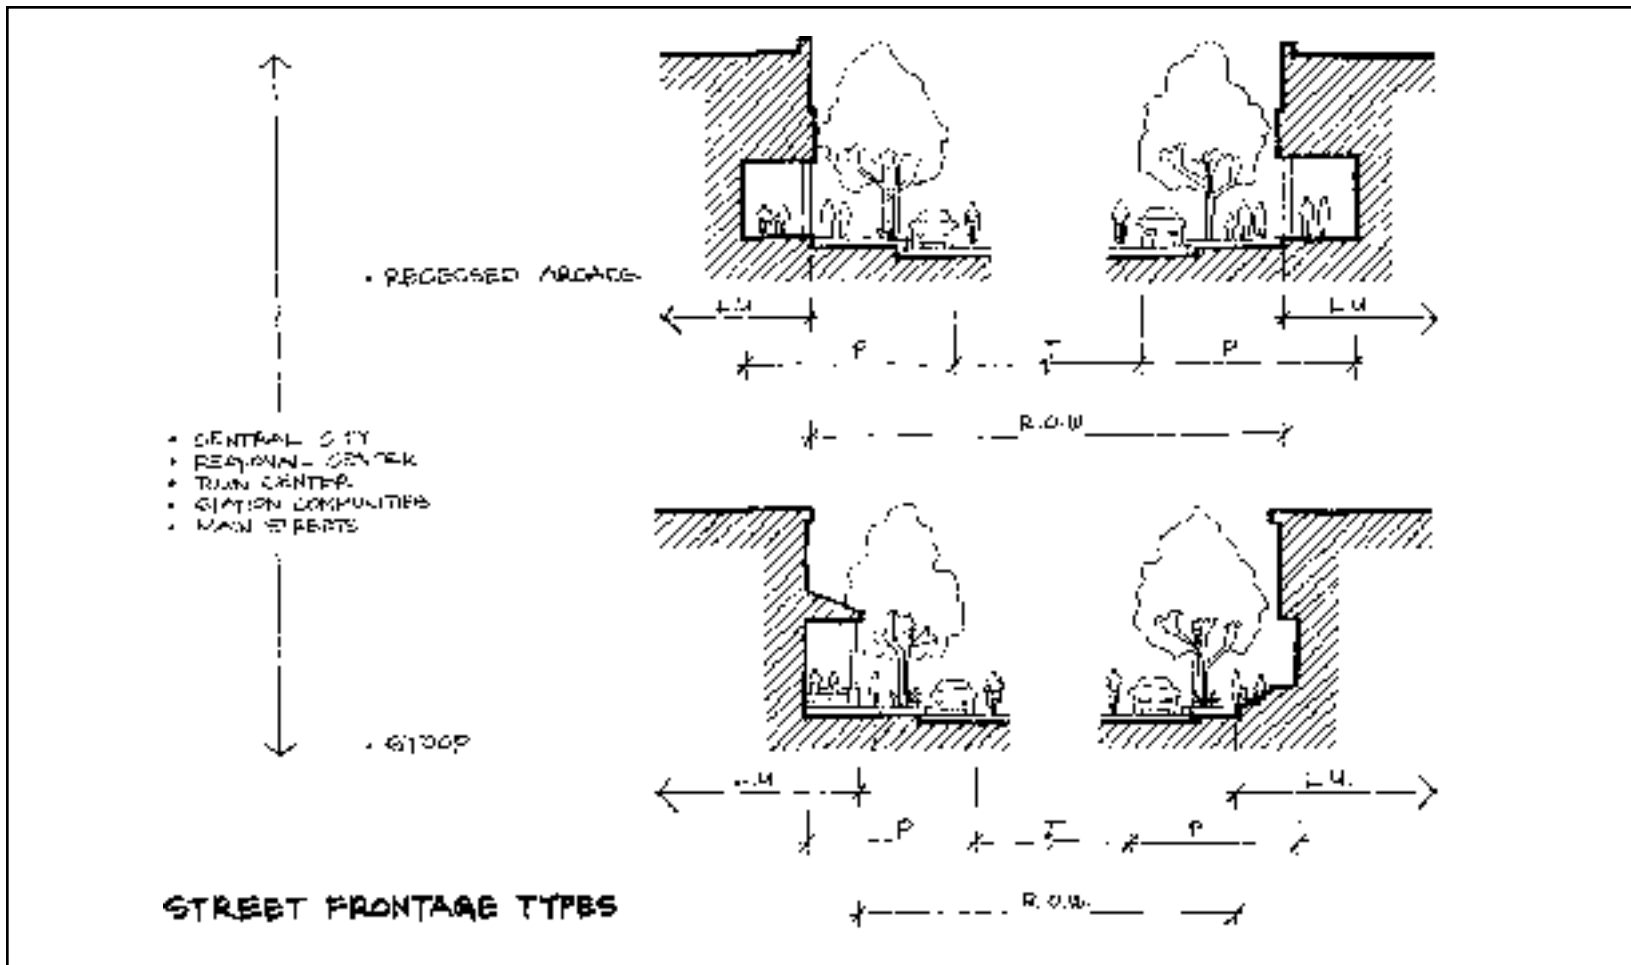 • RECESSED ARCADE
L.U
L U
P
T
P
R.O.W
• CENTRAL CITY
• REGIONAL CENTER
• TOWN CENTER
• STATION COMMUNITIES
• MAIN STREETS
• STOOP
L.U
L U.
P
T
P
R.O.W.
STREET FRONTAGE TYPES